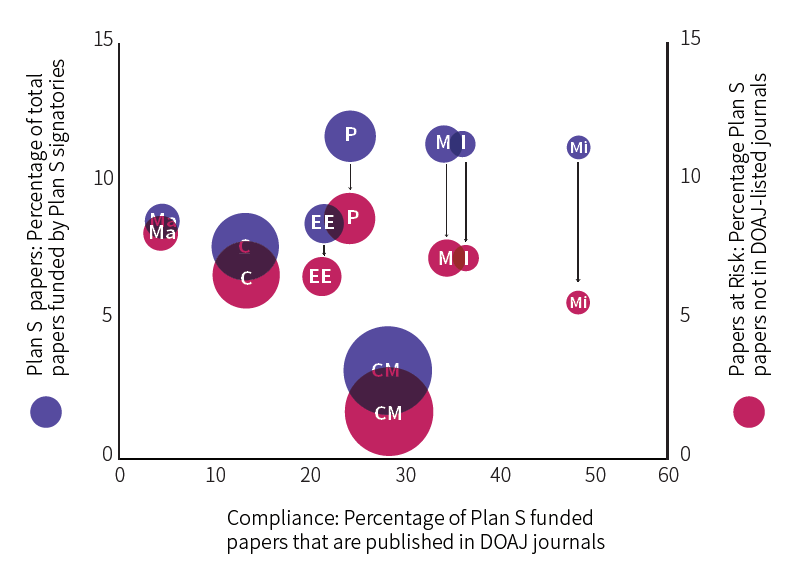 15
10
5
0
Plan S papers: Percentage of total
papers funded by Plan S signatories
P
M
I
Mi
Ma
Ma
C
C
EE
P
EE
M
I
Mi
CM
CM
15
10
5
0
Papers at Risk: Percentage Plan S
papers not in DOAJ-listed journals
0 10 20 30 40 50 60
Compliance: Percentage of Plan S funded
papers that are published in DOAJ journals